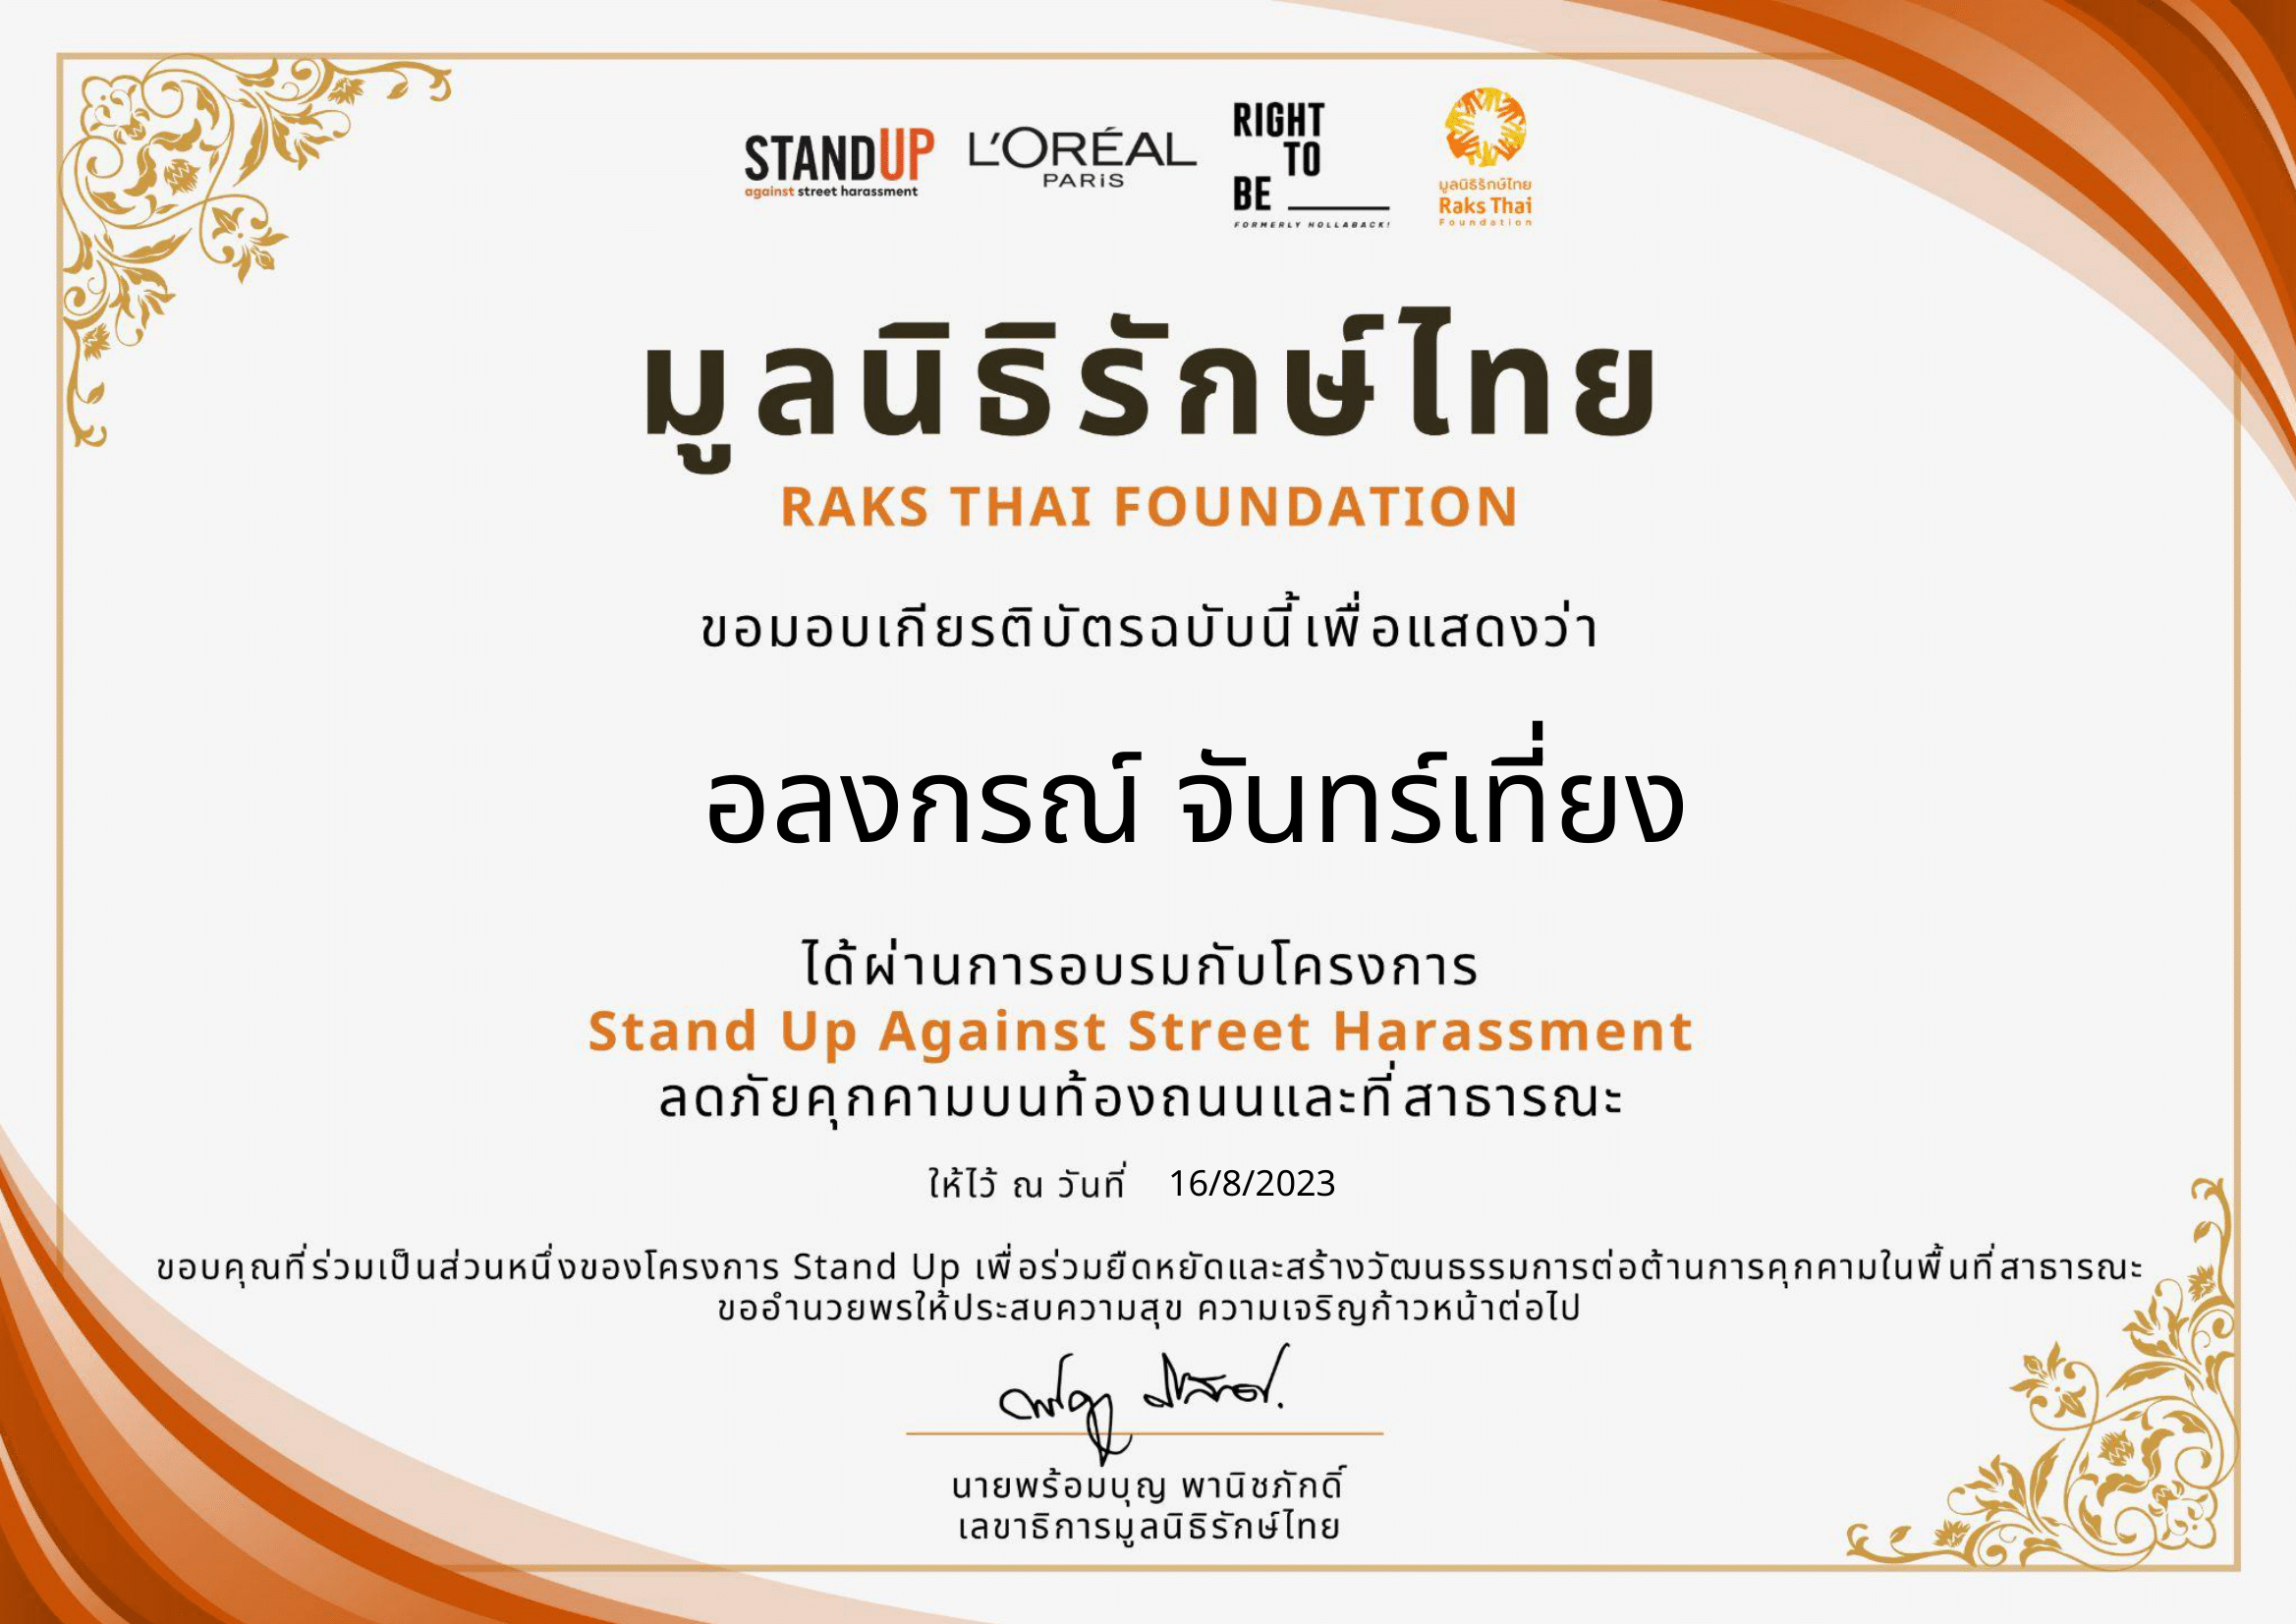 STANDUP
against street harassment
L'ORÉAL
PARIS
RIGHT
TO
BE
FORMERLY HOLLABACK!
มูลนิธิรักษ์ไทย
Raks Thai
Foundation
มูลนิธิรักษ์ไทย
RAKS THAI FOUNDATION
ขอมอบเกียรติบัตรฉบับนี้เพื่อแสดงว่า
อลงกรณ์ จันทร์เที่ยง
ได้ผ่านการอบรมกับโครงการ
Stand Up Against Street Harassment
ลดภัยคุกคามบนท้องถนนและที่สาธารณะ
ให้ไว้ ณ วันที่ 16/8/2023
ขอบคุณที่ร่วมเป็นส่วนหนึ่งของโครงการ Stand Up เพื่อร่วมยืดหยัดและสร้างวัฒนธรรมการต่อต้านการคุกคามในพื้นที่สาธารณะ
ขออำนวยพรให้ประสบความสุข ความเจริญก้าวหน้าต่อไป
นายพร้อมบุญ พานิชภักดิ์
เลขาธิการมูลนิธิรักษ์ไทย